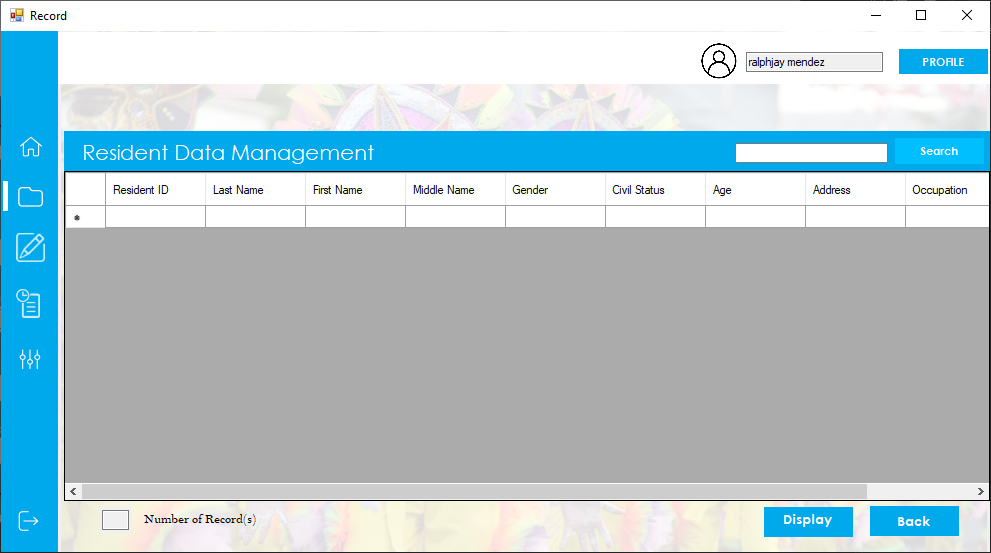 Record
ralphjay mendez
PROFILE
Resident Data Management
Search
Resident ID Last Name First Name Middle Name Gender Civil Status Age Address Occupation
Number of Record(s)
Display
Back